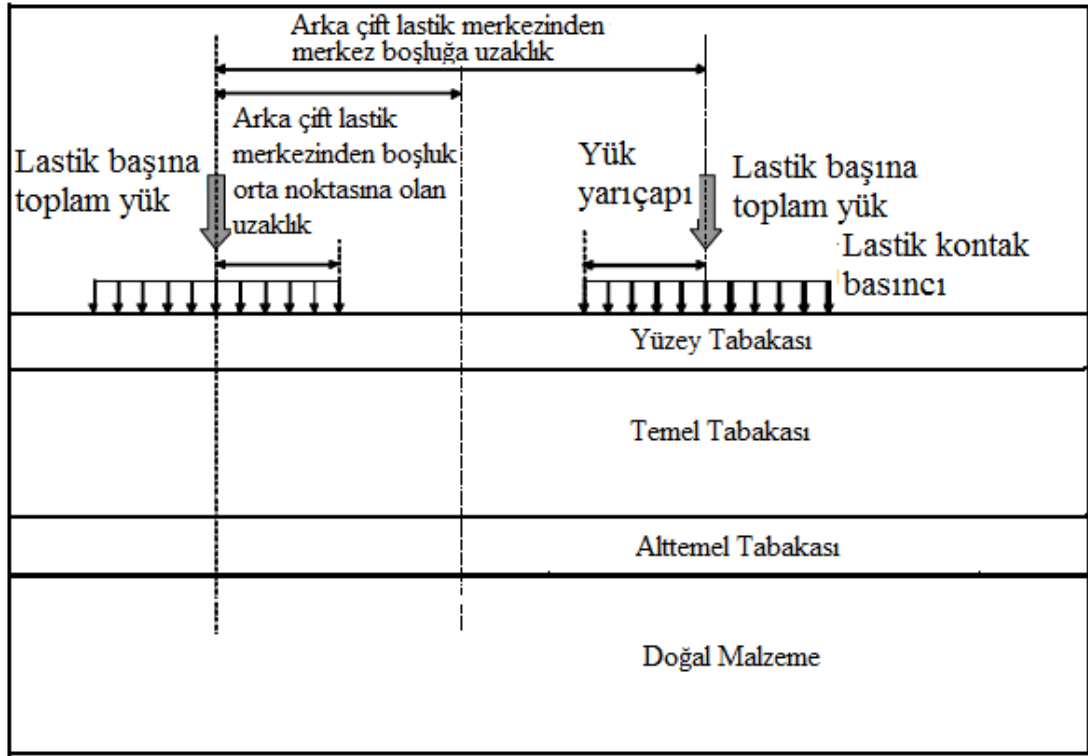 Arka çift lastik merkezinden
merkez boşluğa uzaklık
Arka çift lastik
merkezinden boşluk
orta noktasına olan
uzaklık
Lastik başına
toplam yük
Yük
yarıçapı
Lastik başına
toplam yük
Lastik kontak
basıncı
Yüzey Tabakası
Temel Tabakası
Alttemel Tabakası
Doğal Malzeme